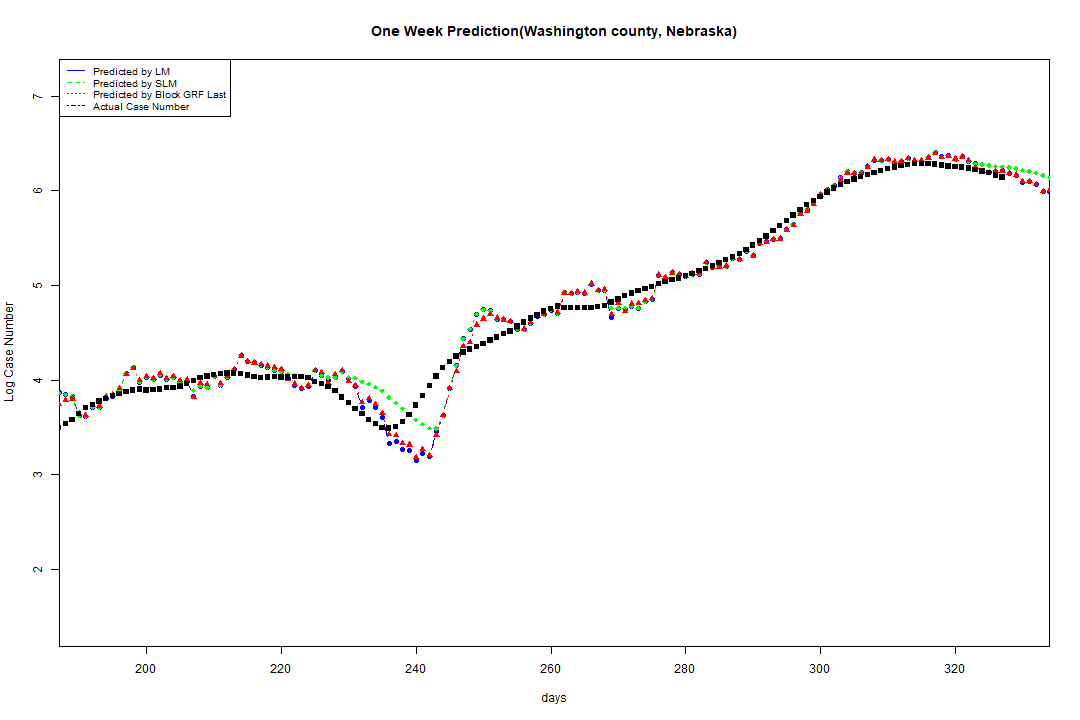 One Week Prediction(Washington county, Nebraska)
Predicted by LM
Predicted by SLM
Predicted by Block GRF Last
Actual Case Number
Log Case Number
7
6
5
4
3
2
200 220 240 260 280 300 320
days